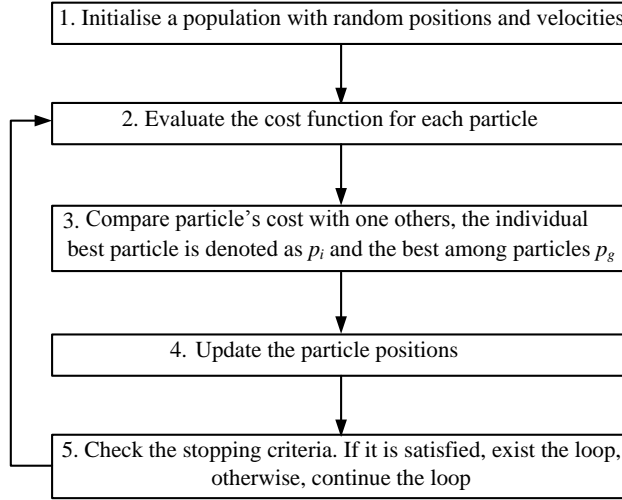 1. Initialise a population with random positions and velocities
2. Evaluate the cost function for each particle
3. Compare particle's cost with one others, the individual
best particle is denoted as pi and the best among particles pg
4. Update the particle positions
5. Check the stopping criteria. If it is satisfied, exist the loop,
otherwise, continue the loop